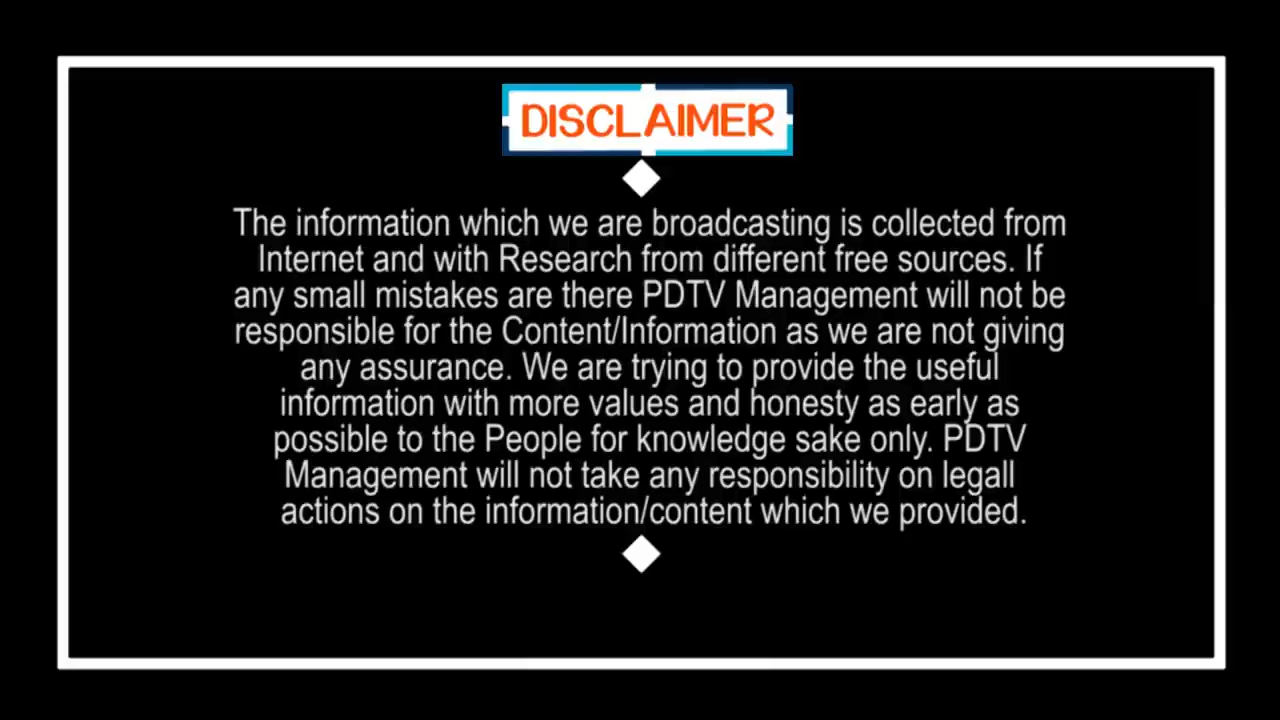 DISCLAIMER
The information which we are broadcasting is collected from
Internet and with Research from different free sources. If
any small mistakes are there PDTV Management will not be
responsible for the Content/Information as we are not giving
any assurance. We are trying to provide the useful
information with more values and honesty as early as
possible to the People for knowledge sake only. PDTV
Management will not take any responsibility on legall
actions on the information/content which we provided.